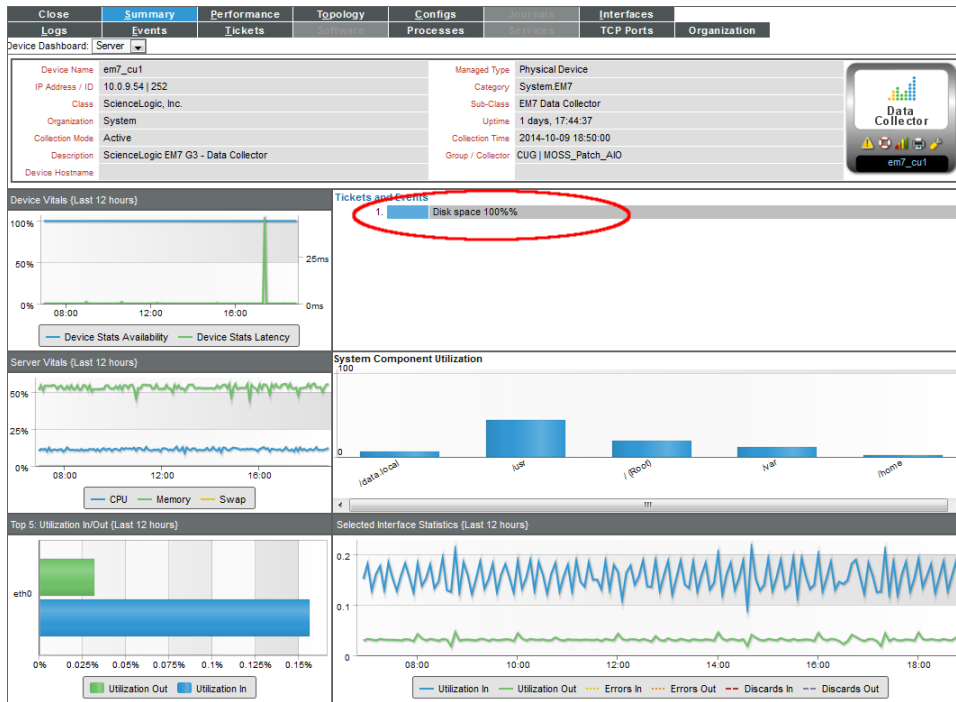 Close Summary Performance Topology Configs Journals Interfaces
Logs Events Tickets Software Processes Services TCP Ports Organization
Device Dashboard: Server
Device Name em7_cu1 Managed Type Physical Device
IP Address / ID 10.0.9.54 | 252 Category System.EM7
Class ScienceLogic, Inc. Sub-Class EM7 Data Collector
Organization System Uptime 1 days, 17:44:37
Collection Mode Active Collection Time 2014-10-09 18:50:00
Description ScienceLogic EM7 G3 - Data Collector Group / Collector CUG | MOSS_Patch_AIO
Device Hostname
Data
Collector
em7_cu1
Device Vitals {Last 12 hours}
100%
50%
0%
25ms
0ms
08:00 12:00 16:00
Device Stats Availability Device Stats Latency
Tickets and Events
1. Disk space 100%%
Server Vitals {Last 12 hours}
50%
25%
0%
08:00 12:00 16:00
CPU Memory Swap
System Component Utilization
100
0
/data.local /usr / (Root) /var /home
Top 5: Utilization In/Out {Last 12 hours}
eth0
0% 0.025% 0.05% 0.075% 0.1% 0.125% 0.15%
Utilization Out Utilization In
Selected Interface Statistics {Last 12 hours}
0.2
0.1
0
08:00 10:00 12:00 14:00 16:00 18:00
Utilization In Utilization Out Errors In Errors Out Discards In Discards Out